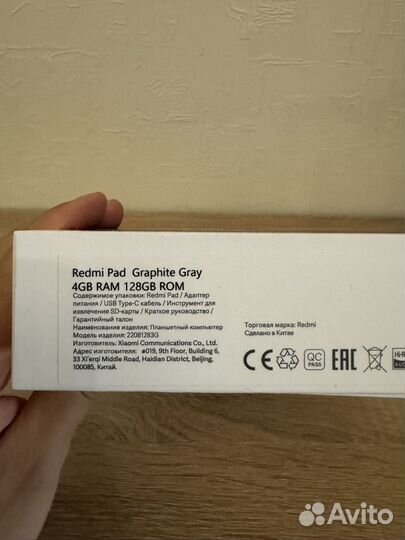 Redmi Pad Graphite Gray
4GB RAM 128GB ROM
Содержимое упаковки: Redmi Pad / Адаптер
питания / USB Type-C кабель / Инструмент для
извлечения SD-карты / Краткое руководство /
Гарантийный талон
Наименование изделия: Планшетный компьютер
Модель изделия: 22081283G
Изготовитель: Xiaomi Communications Co., Ltd.
Адрес изготовителя: #019, 9th Floor, Building 6,
33 Xi'erqi Middle Road, Haidian District, Beijing,
100085, Китай.
Торговая марка: Redmi
Сделано в Китае
CE
QC
PASS
EAC
Hi-R
Avito